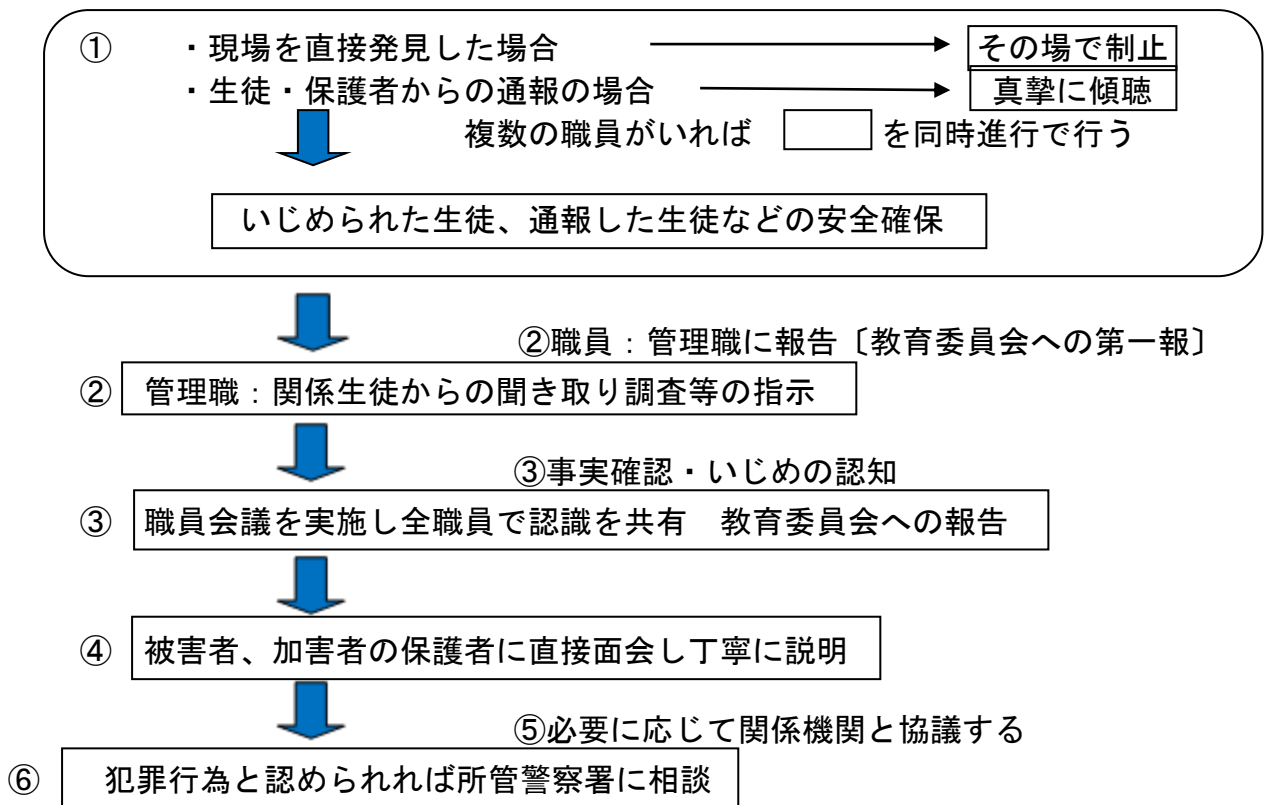 ① ・現場を直接発見した場合 その場で制止
・生徒・保護者からの通報の場合 真摯に傾聴
複数の職員がいれば を同時進行で行う
いじめられた生徒、通報した生徒などの安全確保
②職員：管理職に報告〔教育委員会への第一報〕
② 管理職：関係生徒からの聞き取り調査等の指示
③事実確認・いじめの認知
③ 職員会議を実施し全職員で認識を共有 教育委員会への報告
④ 被害者、加害者の保護者に直接面会し丁寧に説明
⑤必要に応じて関係機関と協議する
⑥ 犯罪行為と認められれば所管警察署に相談